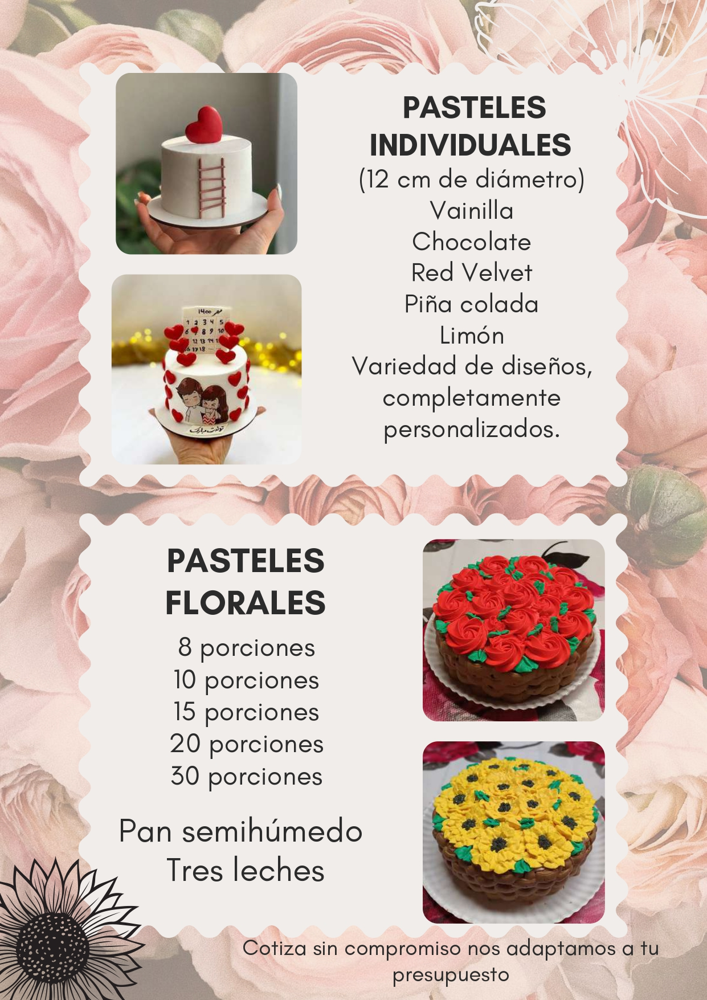 PASTELES
INDIVIDUALES
(12 cm de diámetro)
Vainilla
Chocolate
Red Velvet
Piña colada
Limón
Variedad de diseños,
completamente
personalizados.
مهر ١۴٠٠
1 2 3 4 5
6 8 9 10
12 13 14
17 18
تولدت مبارک
PASTELES
FLORALES
8 porciones
10 porciones
15 porciones
20 porciones
30 porciones
Pan semihúmedo
Tres leches
Cotiza sin compromiso nos adaptamos a tu
presupuesto